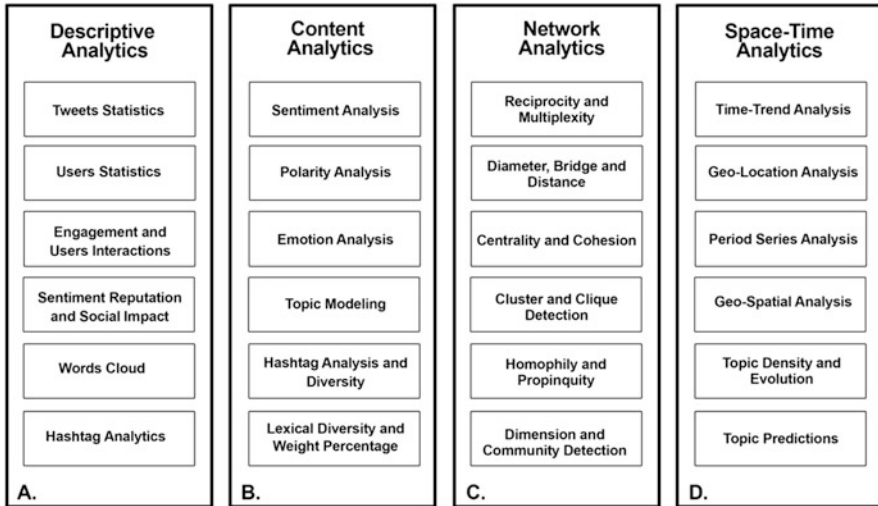 Descriptive
Analytics
Tweets Statistics
Users Statistics
Engagement and
Users Interactions
Sentiment Reputation
and Social Impact
Words Cloud
Hashtag Analytics
A.
Content
Analytics
Sentiment Analysis
Polarity Analysis
Emotion Analysis
Topic Modeling
Hashtag Analysis and
Diversity
Lexical Diversity and
Weight Percentage
B.
Network
Analytics
Reciprocity and
Multiplexity
Diameter, Bridge and
Distance
Centrality and Cohesion
Cluster and Clique
Detection
Homophily and
Propinquity
Dimension and
Community Detection
C.
Space-Time
Analytics
Time-Trend Analysis
Geo-Location Analysis
Period Series Analysis
Geo-Spatial Analysis
Topic Density and
Evolution
Topic Predictions
D.